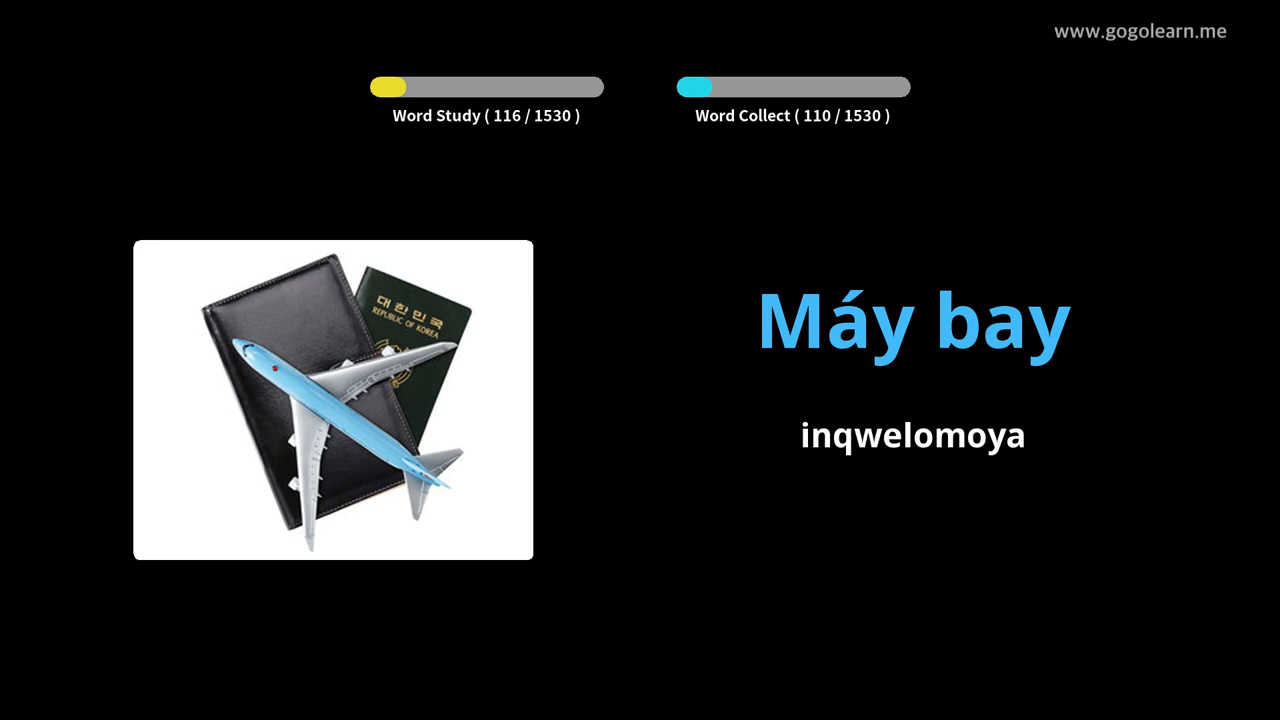 www.gogolearn.me
Word Study ( 116 / 1530 )
Word Collect ( 110 / 1530 )
대한민국
REPUBLIC OF KOREA
Máy bay
inqwelomoya